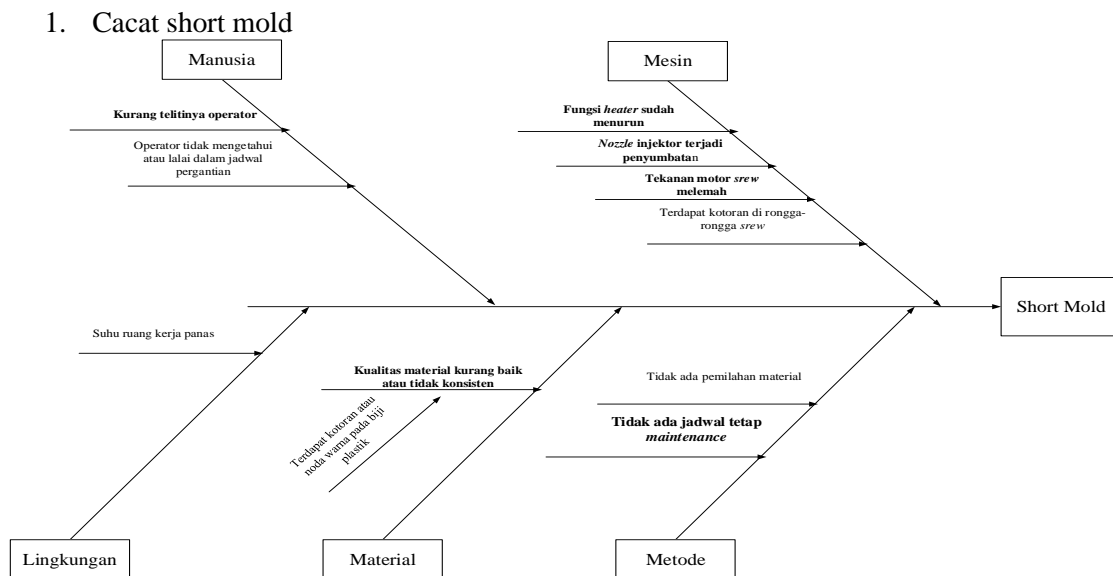 1. Cacat short mold
Manusia
Mesin
Kurang telitinya operator
Operator tidak mengetahui
atau lalai dalam jadwal
pergantian
Fungsi heater sudah
menurun
Nozzle injektor terjadi
penyumbatan
Tekanan motor srew
melemah
Terdapat kotoran di rongga-
rongga srew
Short Mold
Suhu ruang kerja panas
Kualitas material kurang baik
atau tidak konsisten
Terdapat kotoran atau
noda warna pada biji
plastik
Tidak ada pemilahan material
Tidak ada jadwal tetap
maintenance
Lingkungan
Material
Metode